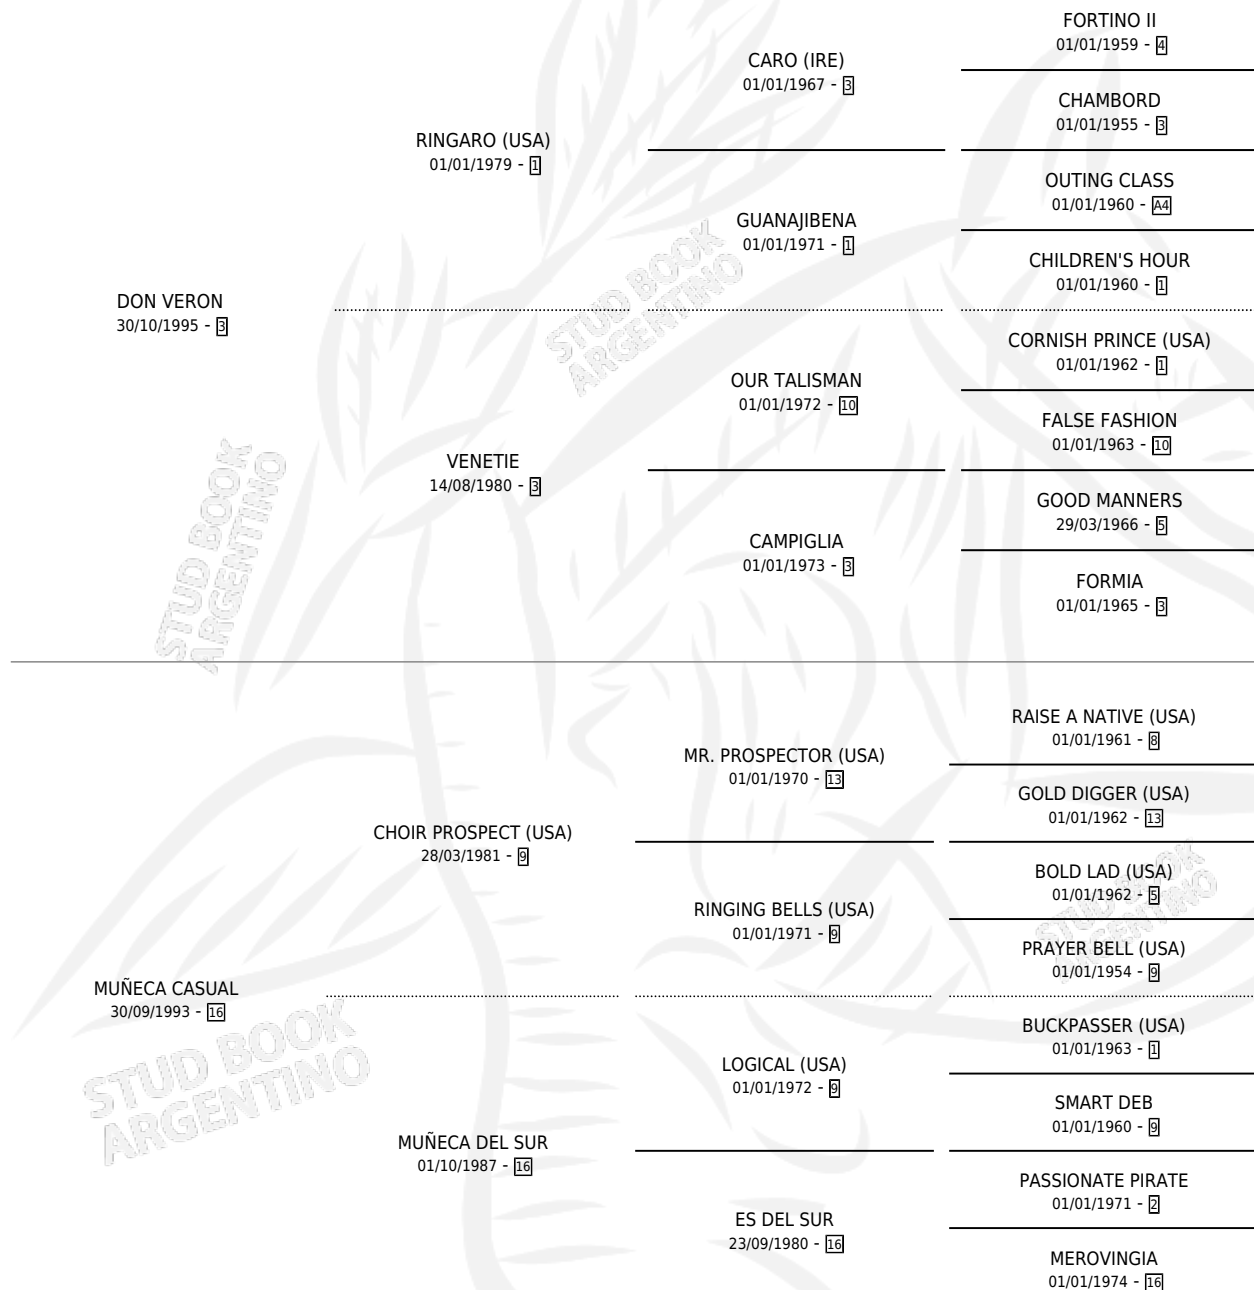 FORTINO II
01/01/1959 - 4
CARO (IRE)
01/01/1967 - 3
CHAMBORD
01/01/1955 - 3
RINGARO (USA)
01/01/1979 - 1
OUTING CLASS
01/01/1960 - A4
GUANAJIBENA
01/01/1971 - 1
CHILDREN'S HOUR
01/01/1960 - 1
DON VERON
30/10/1995 - 3
CORNISH PRINCE (USA)
01/01/1962 - 1
OUR TALISMAN
01/01/1972 - 10
FALSE FASHION
01/01/1963 - 10
VENETIE
14/08/1980 - 3
GOOD MANNERS
29/03/1966 - 5
CAMPIGLIA
01/01/1973 - 3
FORMIA
01/01/1965 - 3
STUD BOOK
ARGENTINO
STUD BOOK
ARGENTINO
RAISE A NATIVE (USA)
01/01/1961 - 8
MR. PROSPECTOR (USA)
01/01/1970 - 13
GOLD DIGGER (USA)
01/01/1962 - 13
CHOIR PROSPECT (USA)
28/03/1981 - 9
BOLD LAD (USA)
01/01/1962 - 5
RINGING BELLS (USA)
01/01/1971 - 9
PRAYER BELL (USA)
01/01/1954 - 9
MUÑECA CASUAL
30/09/1993 - 16
BUCKPASSER (USA)
01/01/1963 - 1
LOGICAL (USA)
01/01/1972 - 9
SMART DEB
01/01/1960 - 9
MUÑECA DEL SUR
01/10/1987 - 16
PASSIONATE PIRATE
01/01/1971 - 2
ES DEL SUR
23/09/1980 - 16
MEROVINGIA
01/01/1974 - 16
STUD BOOK
ARGENTINO
STUD BOOK
ARGENTINO